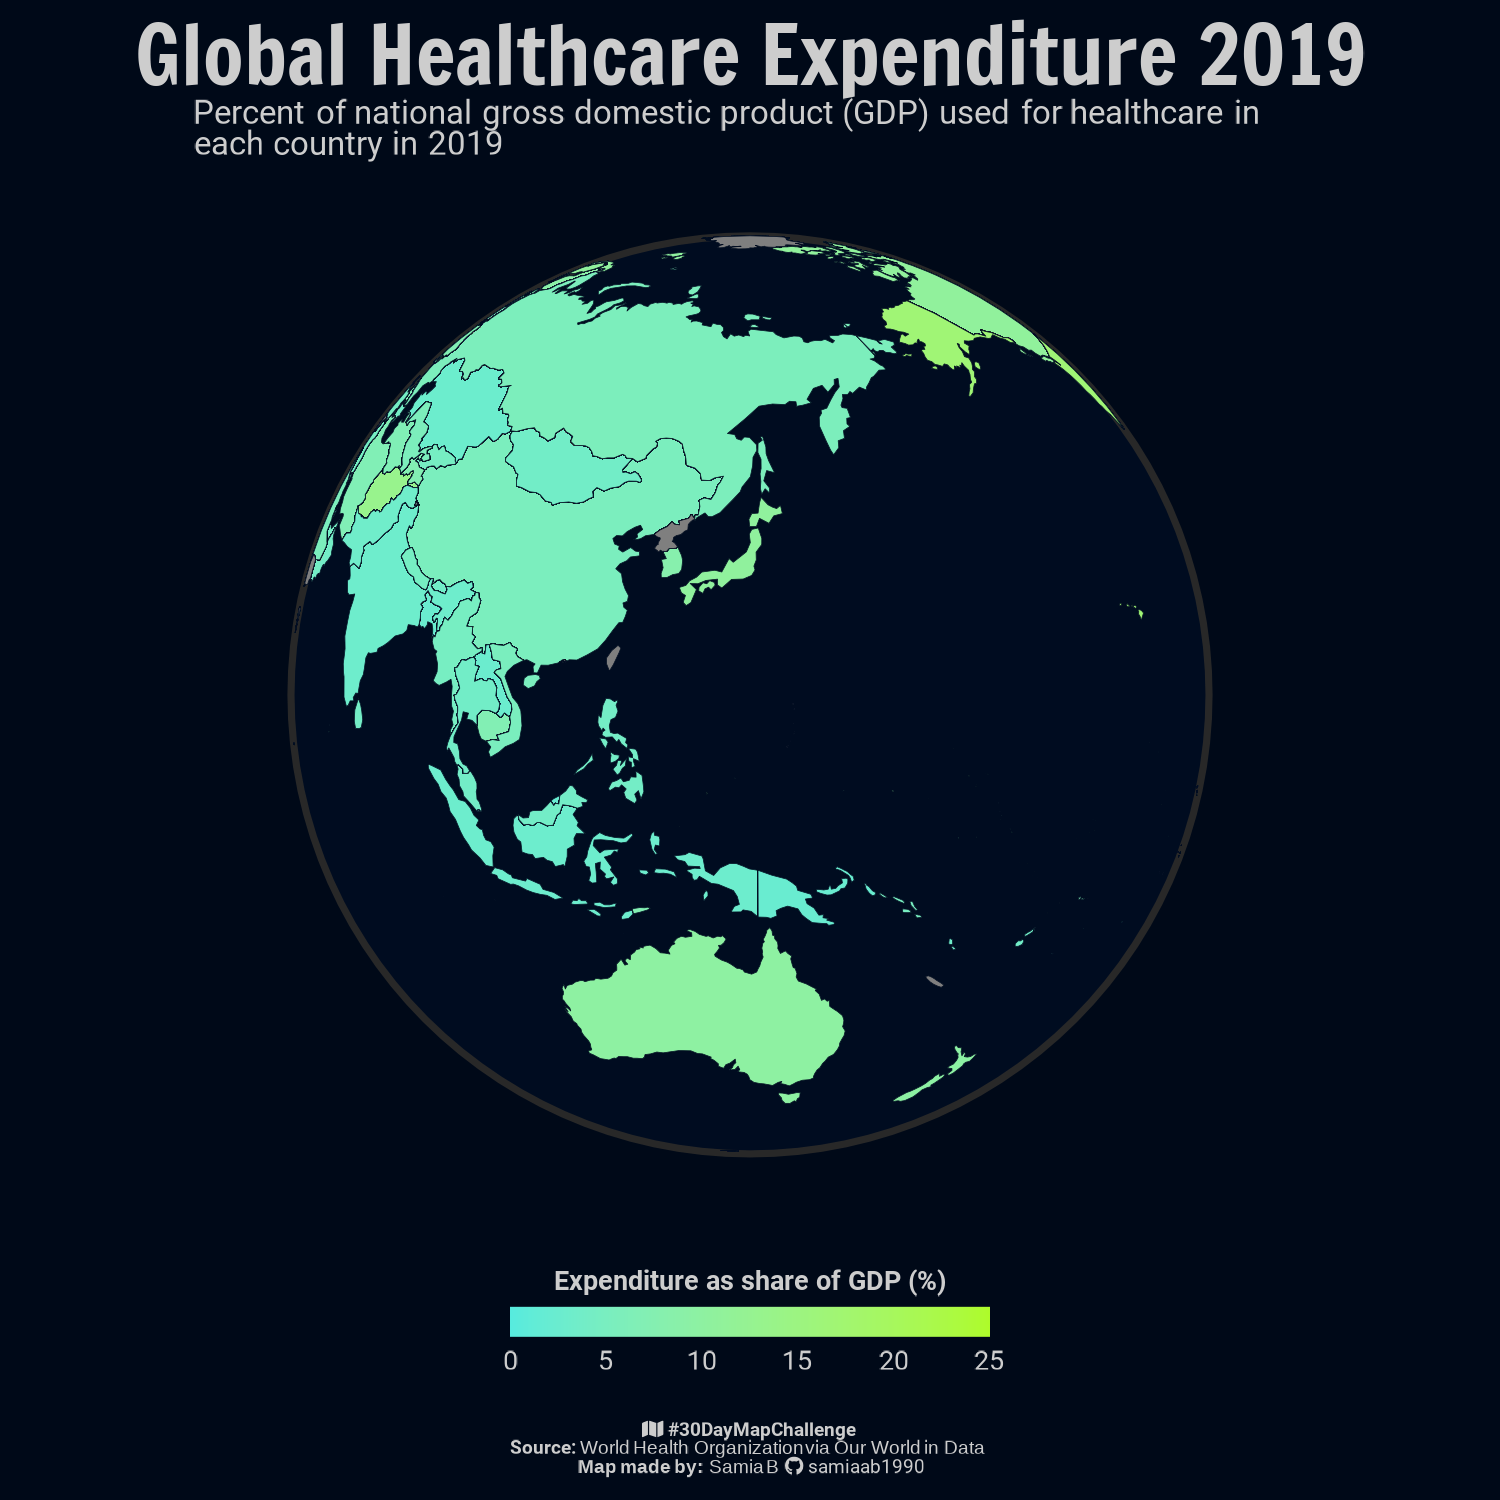 Global Healthcare Expenditure 2019
Percent of national gross domestic product (GDP) used for healthcare in
each country in 2019
Expenditure as share of GDP (%)
0 5 10 15 20 25
#30DayMapChallenge
Source: World Health Organization via Our World in Data
Map made by: Samia B samiaab1990